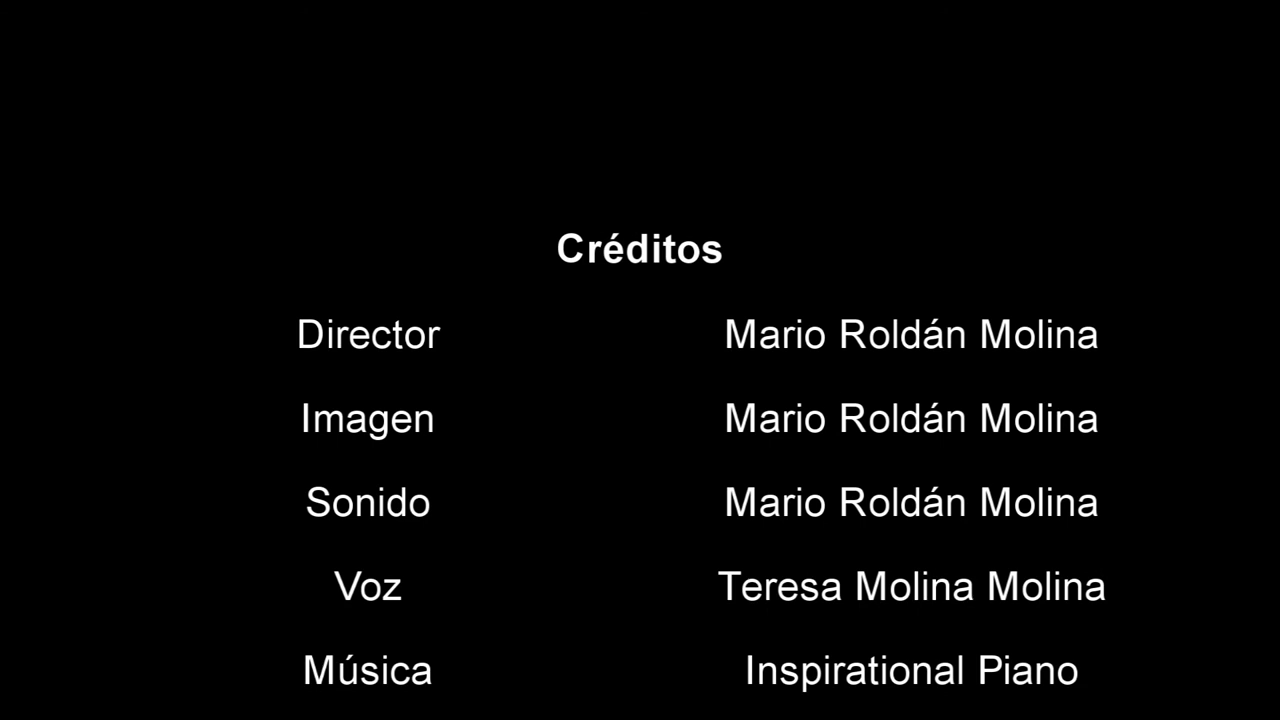 Créditos
Director Mario Roldán Molina
Imagen Mario Roldán Molina
Sonido Mario Roldán Molina
Voz Teresa Molina Molina
Música Inspirational Piano